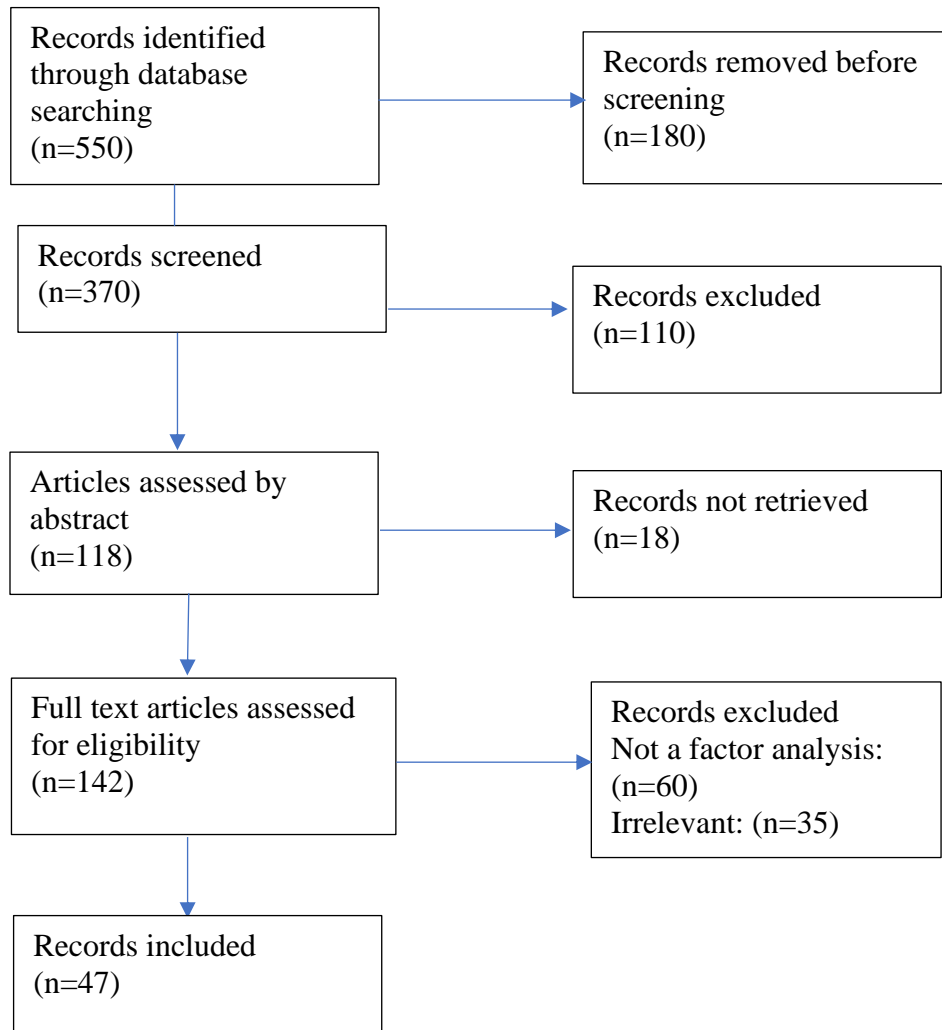 Records identified
through database
searching
(n=550)
Records removed before
screening
(n=180)
Records screened
(n=370)
Records excluded
(n=110)
Articles assessed by
abstract
(n=118)
Records not retrieved
(n=18)
Full text articles assessed
for eligibility
(n=142)
Records excluded
Not a factor analysis:
(n=60)
Irrelevant: (n=35)
Records included
(n=47)